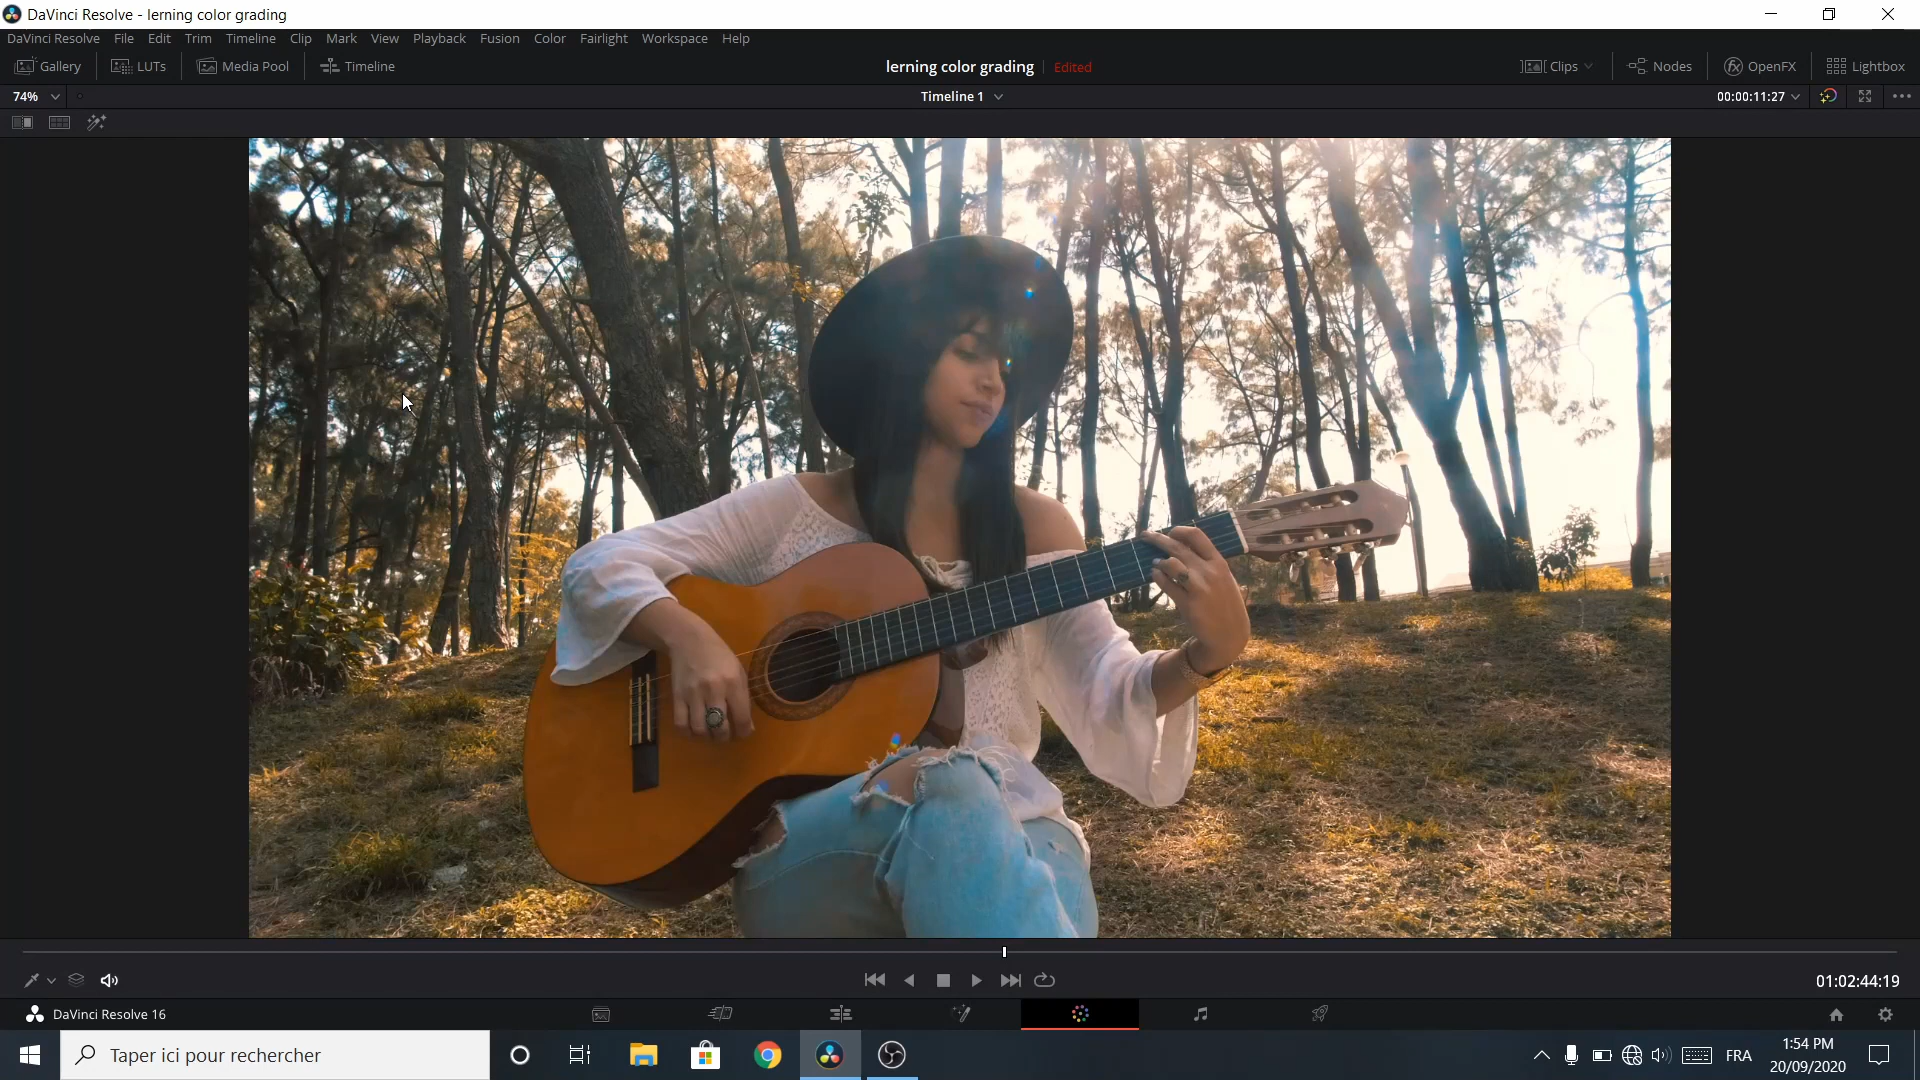 DaVinci Resolve - lerning color grading
DaVinci Resolve File Edit Trim Timeline Clip Mark View Playback Fusion Color Fairlight Workspace Help
Gallery LUTs Media Pool Timeline lerning color grading Edited Clips Nodes fx OpenFX Lightbox
74% Timeline 1 00:00:11:27
01:02:44:19
DaVinci Resolve 16
Taper ici pour rechercher
FRA
1:54 PM
20/09/2020